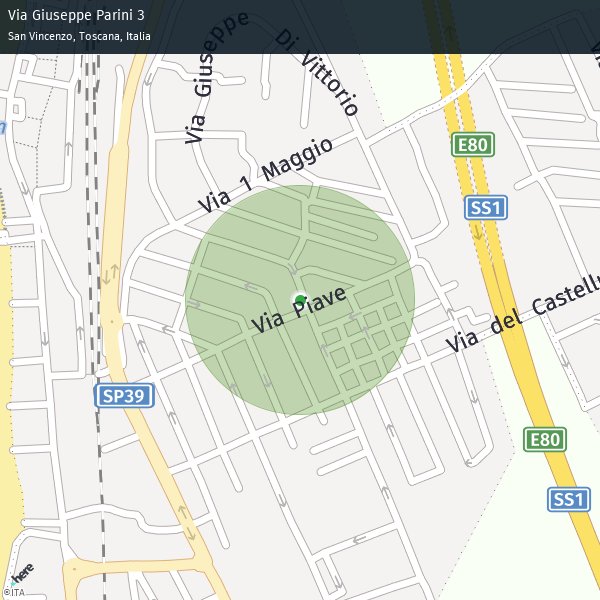 Via Giuseppe Parini 3
San Vincenzo, Toscana, Italia
Via Giuseppe
Di Vittorio
Via 1 Maggio
E80
SS1
Via Piave
Via del Castellu
SP39
E80
SS1
here
©ITA